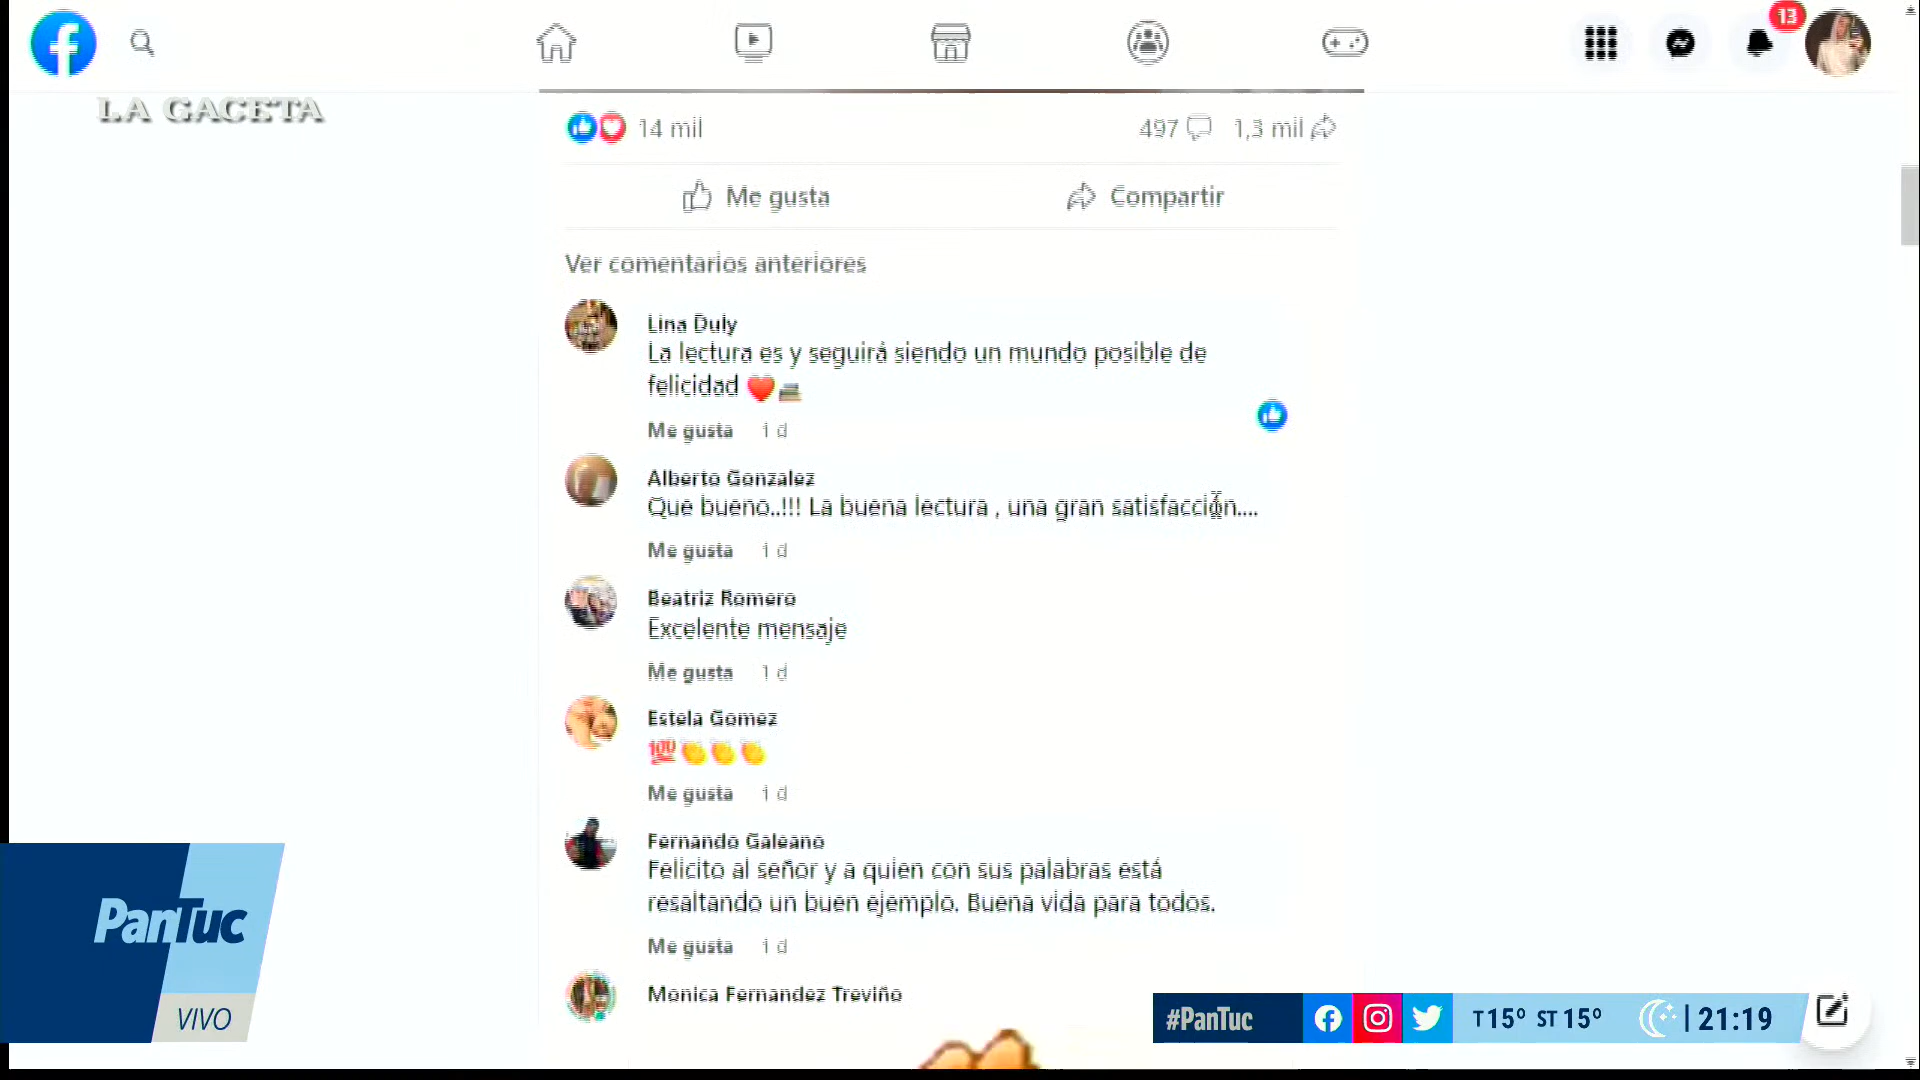 13
LA GACETA
14 mil
497
1,3 mil
Me gusta
Compartir
Ver comentarios anteriores
Lina Duly
La lectura es y seguirá siendo un mundo posible de
felicidad ❤️📚
Me gusta 1 d
Alberto Gonzalez
Que bueno..!!! La buena lectura , una gran satisfacción....
Me gusta 1 d
Beatriz Romero
Excelente mensaje
Me gusta 1 d
Estela Gomez
💯👏👏👏
Me gusta 1 d
Fernando Galeano
Felicito al señor y a quien con sus palabras está
resaltando un buen ejemplo. Buena vida para todos.
Me gusta 1 d
Monica Fernandez Treviño
PanTuc
VIVO
#PanTuc
T15º ST 15º
21:19